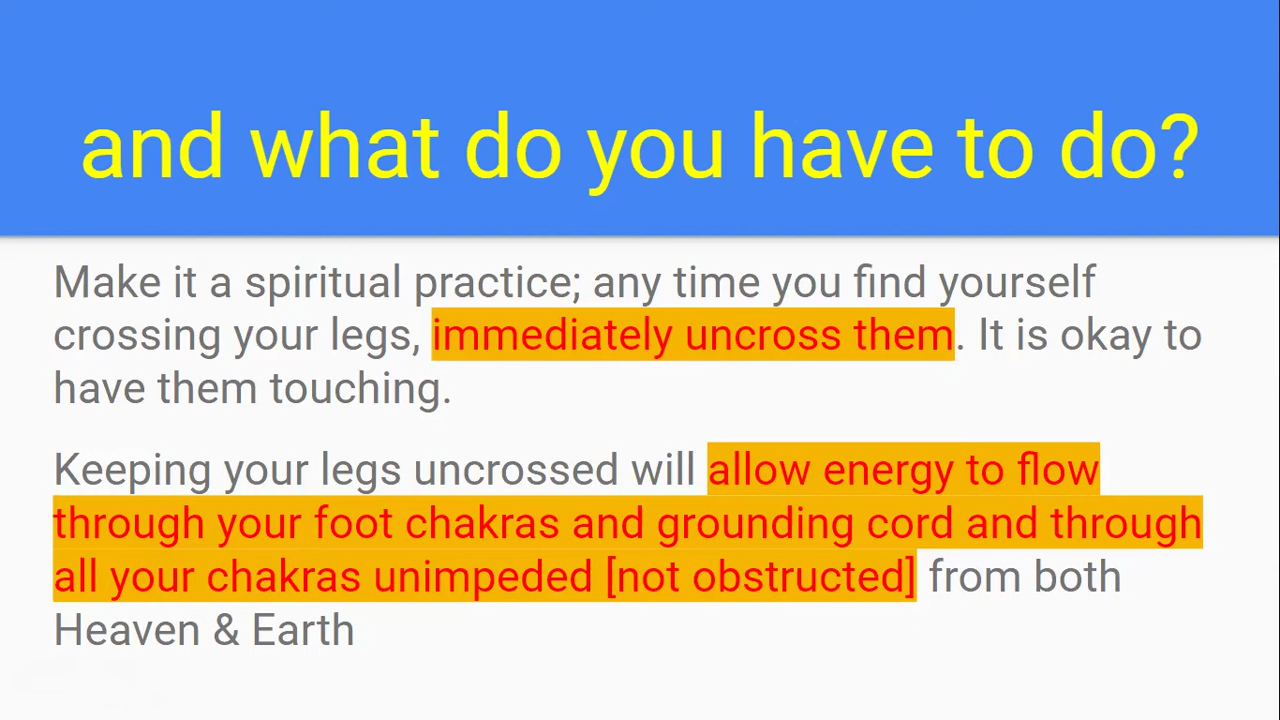 and what do you have to do?
Make it a spiritual practice; any time you find yourself
crossing your legs, immediately uncross them. It is okay to
have them touching.
Keeping your legs uncrossed will allow energy to flow
through your foot chakras and grounding cord and through
all your chakras unimpeded [not obstructed] from both
Heaven & Earth